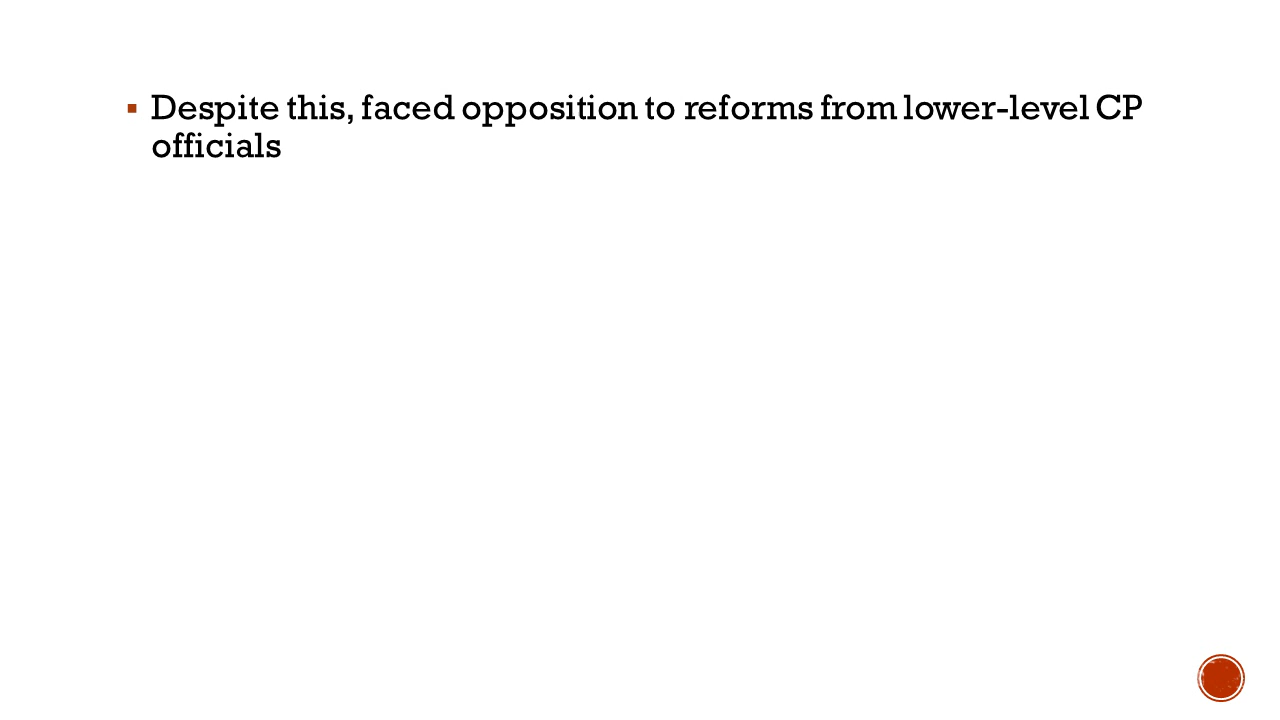 ▪ Despite this, faced opposition to reforms from lower-level CP
officials